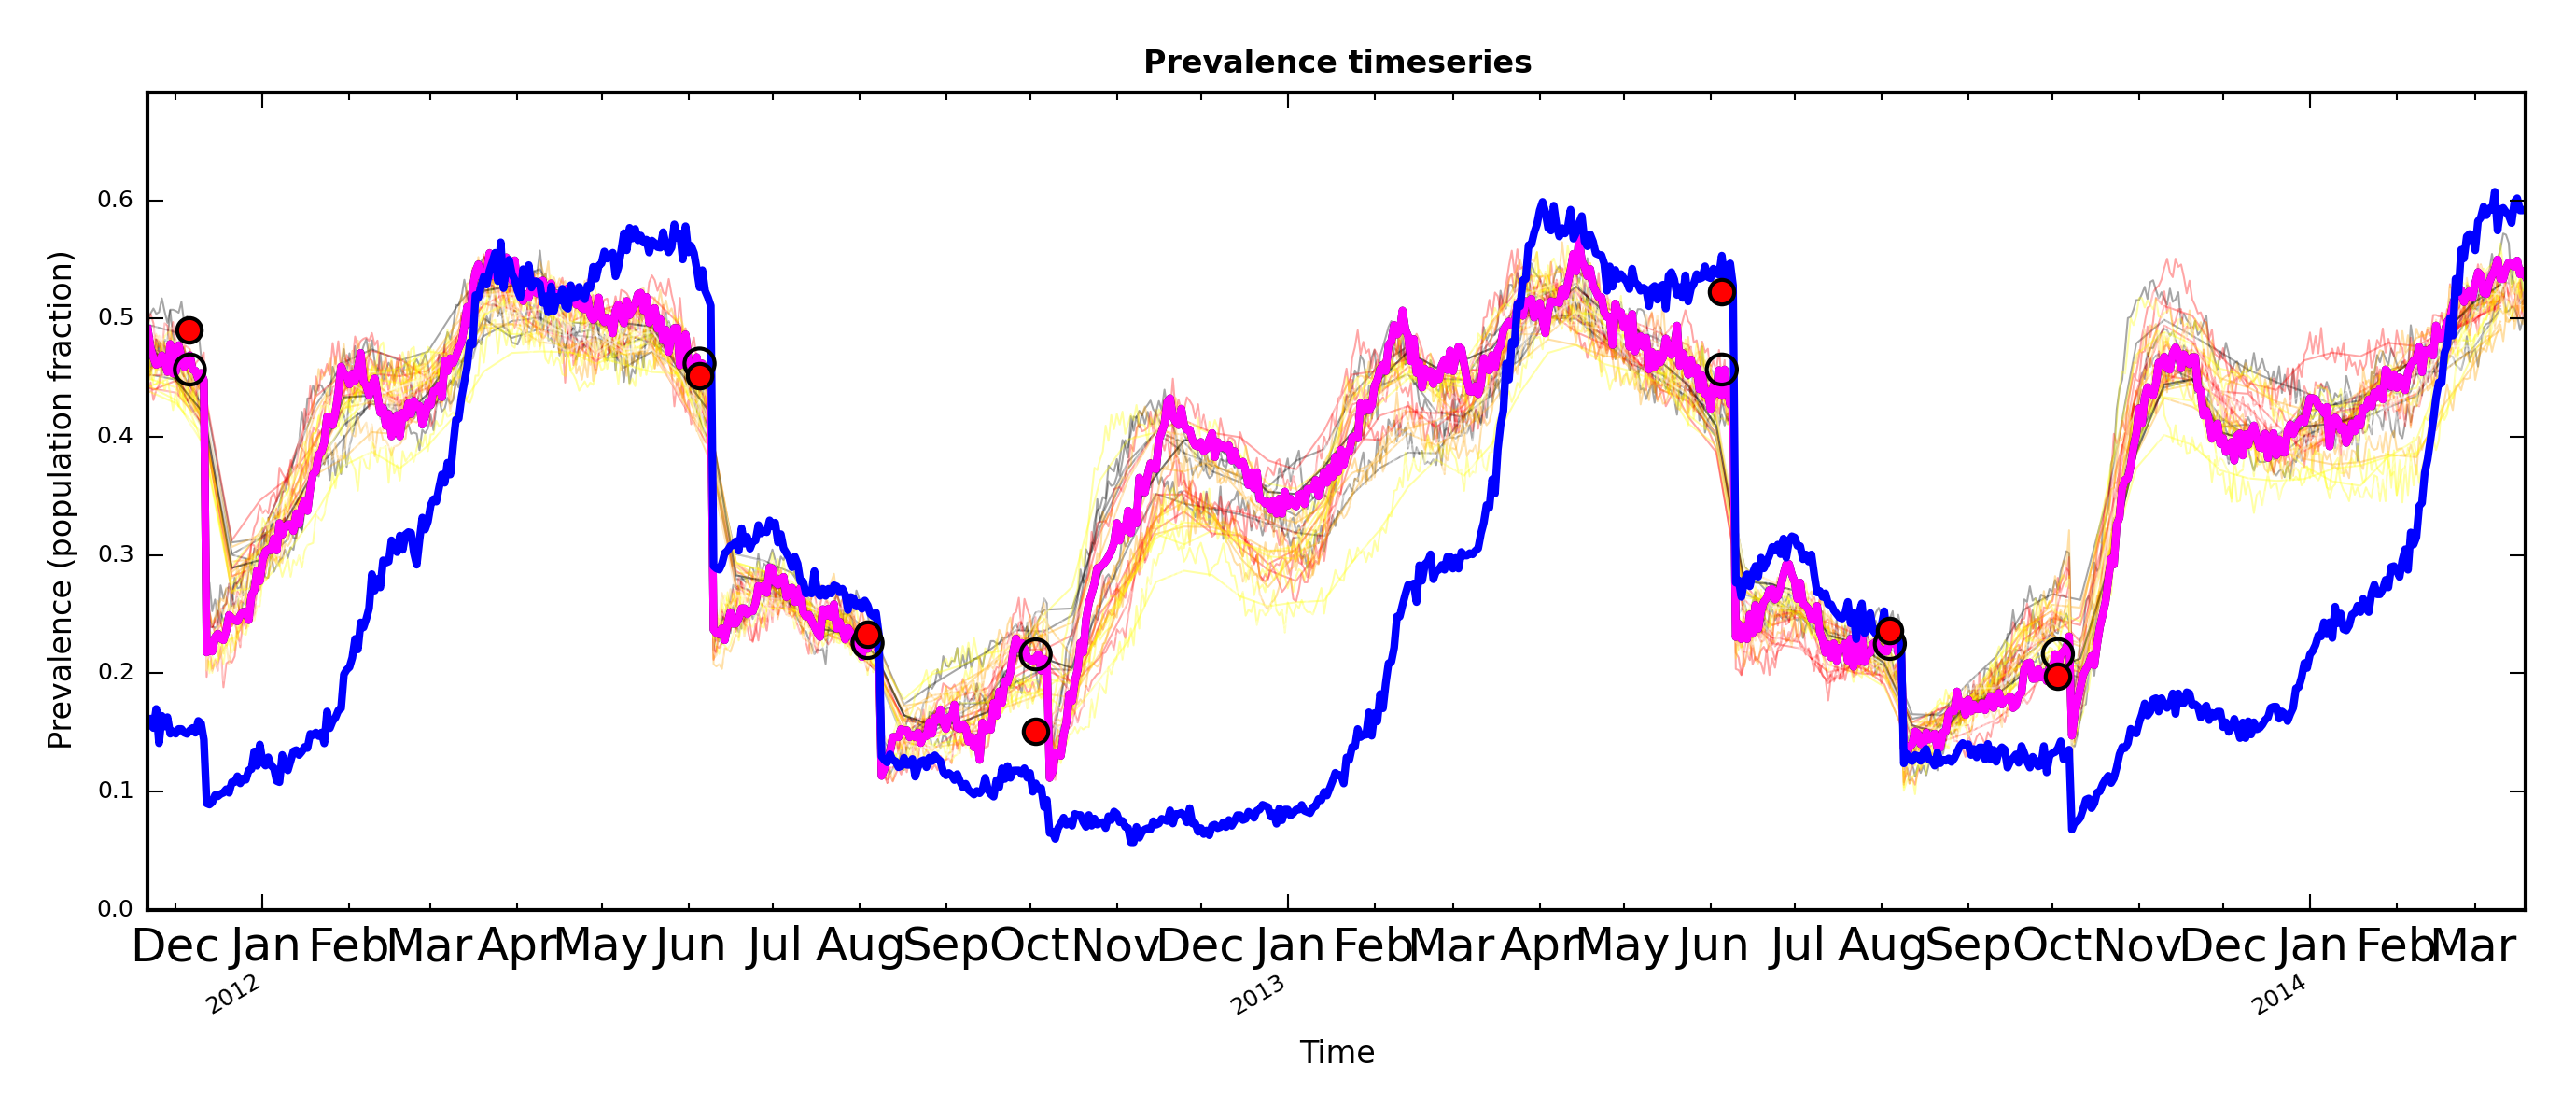 Prevalence timeseries
Prevalence (population fraction)
0.6
0.5
0.4
0.3
0.2
0.1
0.0
Dec Jan Feb Mar Apr May Jun Jul Aug Sep Oct Nov Dec Jan Feb Mar Apr May Jun Jul Aug Sep Oct Nov Dec Jan Feb Mar
2012 2013 2014
Time